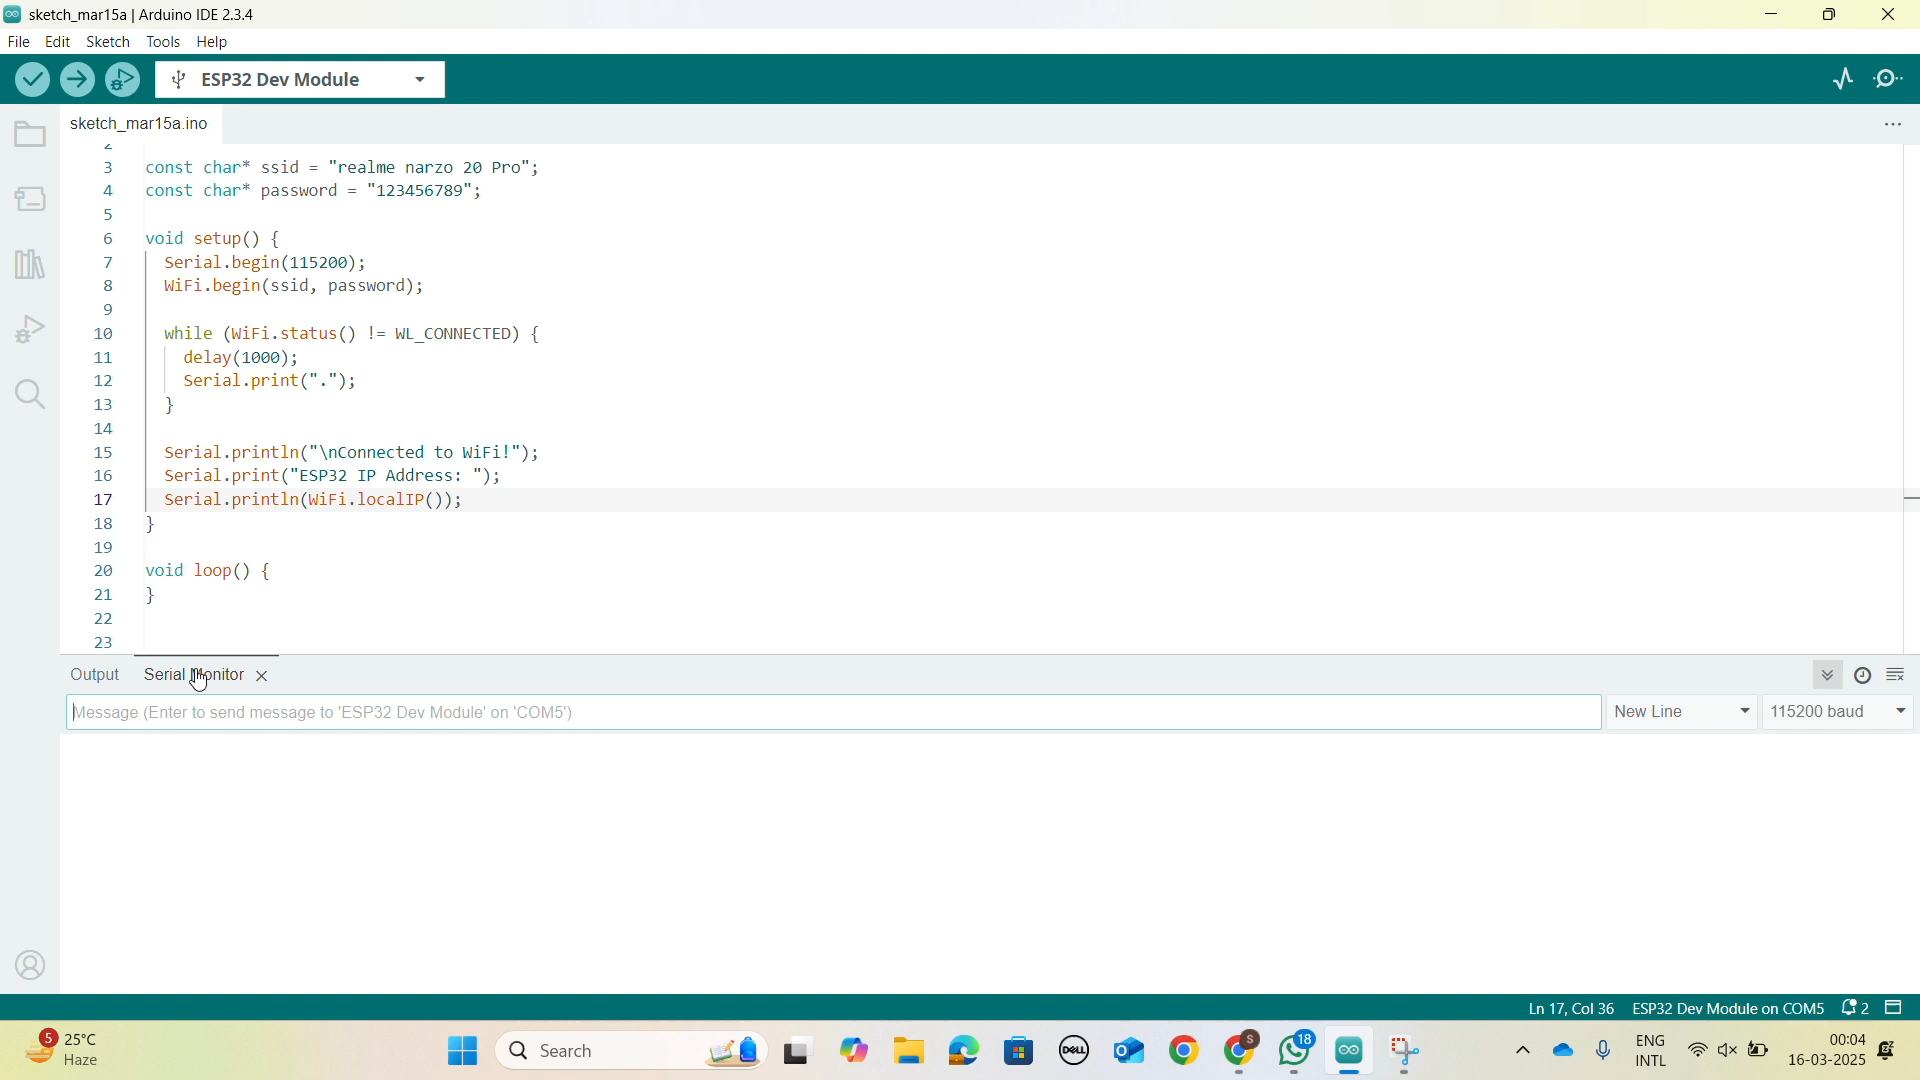 sketch_mar15a | Arduino IDE 2.3.4
File Edit Sketch Tools Help
ESP32 Dev Module
sketch_mar15a.ino
2
3 const char* ssid = "realme narzo 20 Pro";
4 const char* password = "123456789";
5
6 void setup() {
7 Serial.begin(115200);
8 WiFi.begin(ssid, password);
9
10 while (WiFi.status() != WL_CONNECTED) {
11 delay(1000);
12 Serial.print(".");
13 }
14
15 Serial.println("\nConnected to WiFi!");
16 Serial.print("ESP32 IP Address: ");
17 Serial.println(WiFi.localIP());
18 }
19
20 void loop() {
21 }
22
23
Output Serial Monitor
Message (Enter to send message to 'ESP32 Dev Module' on 'COM5') New Line 115200 baud
Ln 17, Col 36 ESP32 Dev Module on COM5 2
5 25°C
Haze
Search
DELL
S
18
ENG
INTL
00:04
16-03-2025